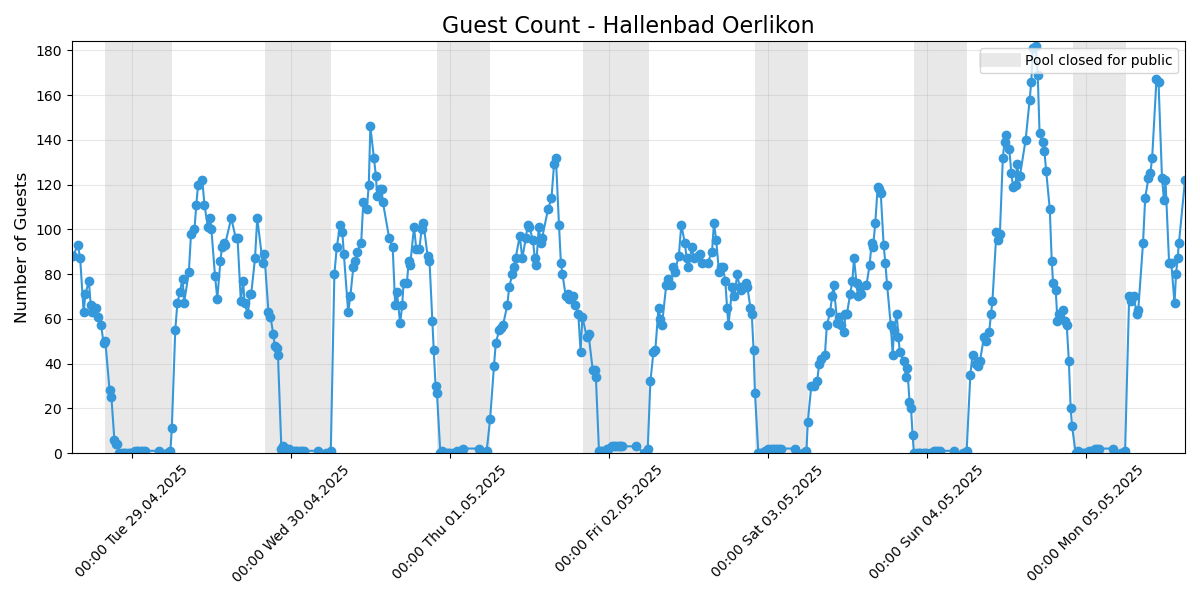 Guest Count - Hallenbad Oerlikon
Pool closed for public
Number of Guests
180
160
140
120
100
80
60
40
20
0
00:00 Tue 29.04.2025
00:00 Wed 30.04.2025
00:00 Thu 01.05.2025
00:00 Fri 02.05.2025
00:00 Sat 03.05.2025
00:00 Sun 04.05.2025
00:00 Mon 05.05.2025